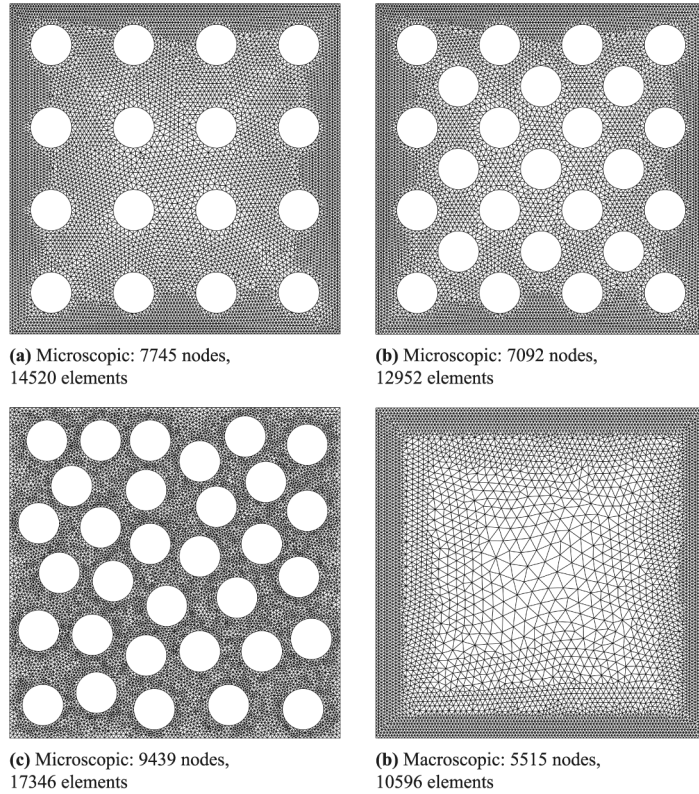 (a) Microscopic: 7745 nodes,
14520 elements
(b) Microscopic: 7092 nodes,
12952 elements
(c) Microscopic: 9439 nodes,
17346 elements
(b) Macroscopic: 5515 nodes,
10596 elements